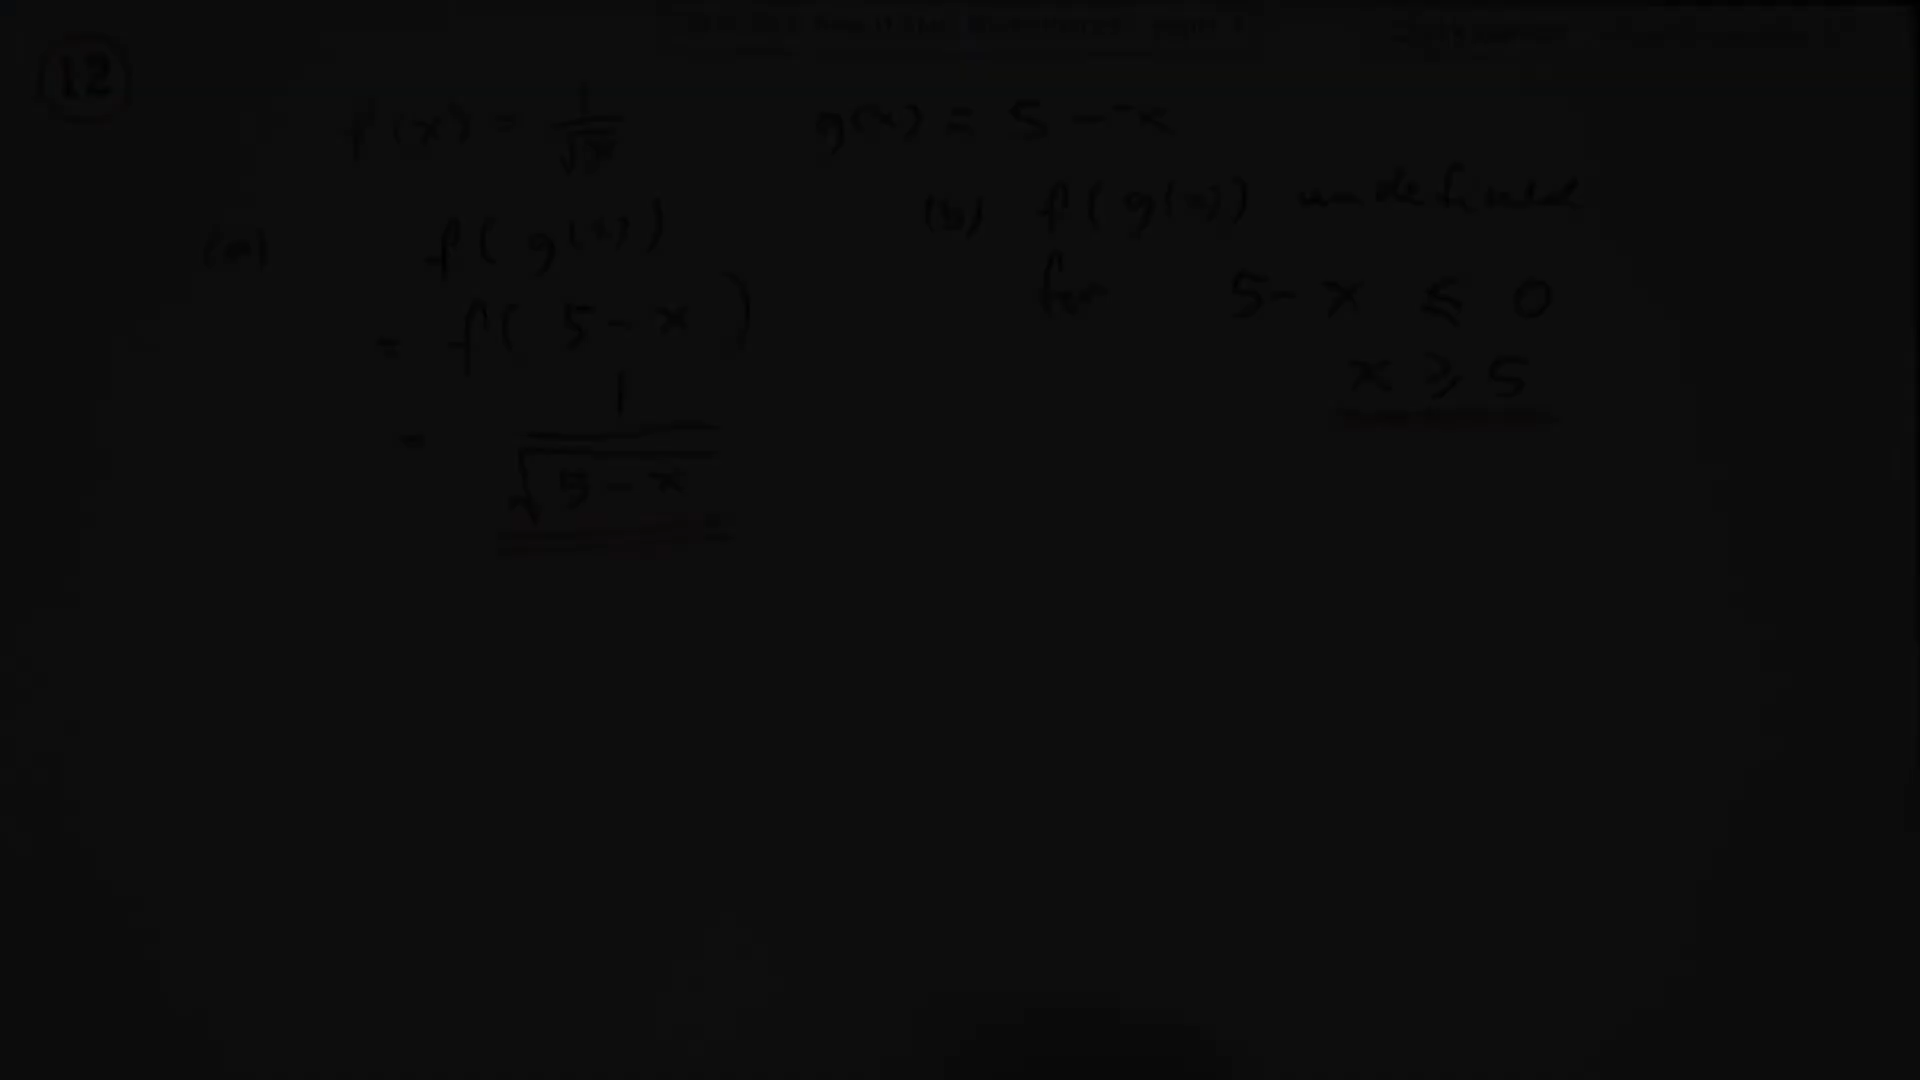 12
f(x) = 1/√x g(x) = 5 - x
(a) f(g(x))
= f(5 - x)
= 1/√(5 - x)
(b) f(g(x)) undefined
for 5 - x ≤ 0
x ≥ 5